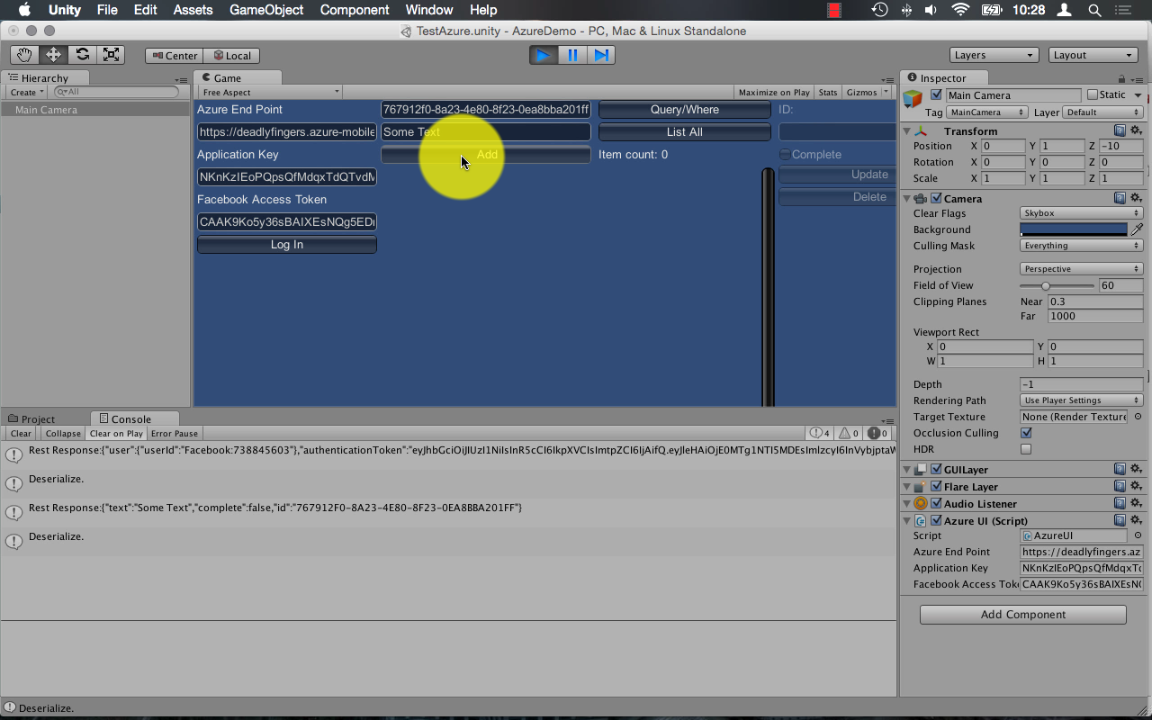 Unity File Edit Assets GameObject Component Window Help 10:28
TestAzure.unity - AzureDemo - PC, Mac & Linux Standalone
Center Local Layers Layout
Hierarchy
Create All
Main Camera
Game
Free Aspect Maximize on Play Stats Gizmos
Azure End Point 767912f0-8a23-4e80-8f23-0ea8bba201ff Query/Where ID:
https://deadlyfingers.azure-mobile Some Text List All
Application Key Add Item count: 0 Complete
NKnKzIEoPQpsQfMdqxTdQTvdM Update
Facebook Access Token Delete
CAAK9Ko5y36sBAIXEsNQg5ED
Log In
Project Console
Clear Collapse Clear on Play Error Pause 4 0 0
Rest Response:{"user":{"userId":"Facebook:738845603"},"authenticationToken":
Deserialize.
Rest Response:{"text":"Some Text","complete":false,"id":"767912F0-8A23-4E80-8F23-0EA8BBA201FF"}
Deserialize.
Deserialize.
Inspector
Main Camera Static
Tag MainCamera Layer Default
Transform
Position X 0 Y 1 Z -10
Rotation X 0 Y 0 Z 0
Scale X 1 Y 1 Z 1
Camera
Clear Flags Skybox
Background
Culling Mask Everything
Projection Perspective
Field of View 60
Clipping Planes Near 0.3
Far 1000
Viewport Rect
X 0 Y 0
W 1 H 1
Depth -1
Rendering Path Use Player Settings
Target Texture None (Render Texture
Occlusion Culling
HDR
GUILayer
Flare Layer
Audio Listener
Azure UI (Script)
Script AzureUI
Azure End Point https://deadlyfingers.az
Application Key NKnKzIEoPQpsQfMdqxT
Facebook Access Tok CAAK9Ko5y36sBAIXEsN
Add Component